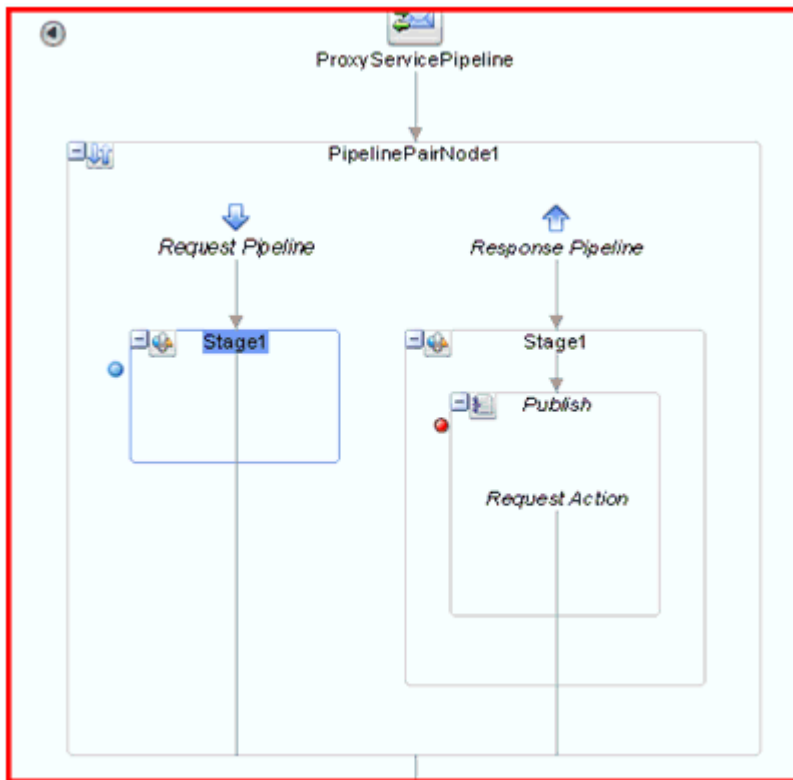 ProxyServicePipeline
PipelinePairNode1
Request Pipeline
Response Pipeline
Stage1
Stage1
Publish
Request Action